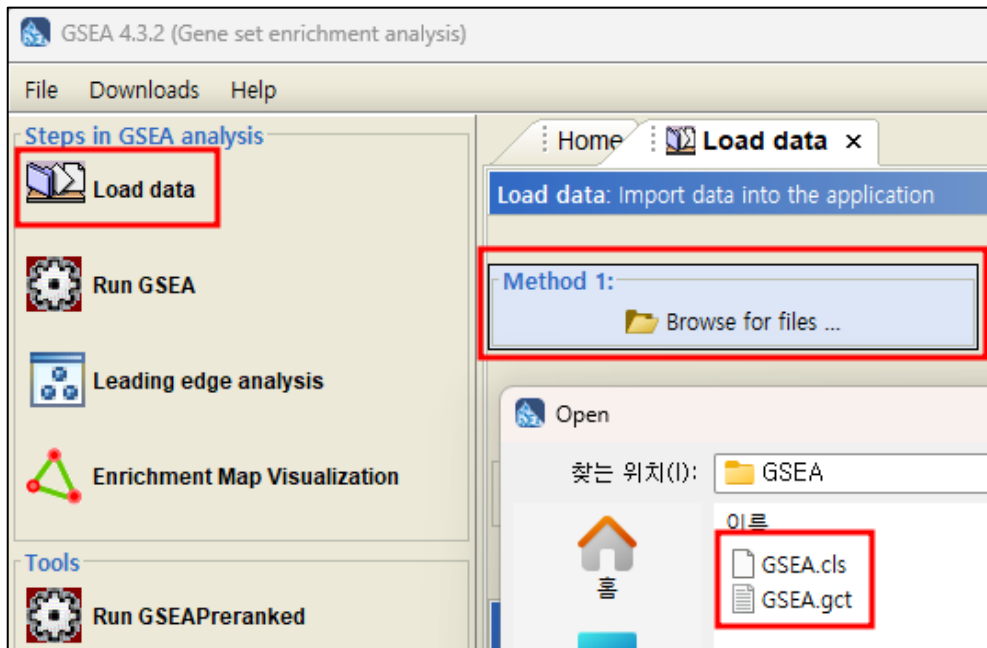 GSEA 4.3.2 (Gene set enrichment analysis)
File Downloads Help
Steps in GSEA analysis
Load data
Run GSEA
Leading edge analysis
Enrichment Map Visualization
Tools
Run GSEAPreranked
Home Load data ×
Load data: Import data into the application
Method 1:
Browse for files ...
Open
찾는 위치(I): GSEA
홈
이름
GSEA.cls
GSEA.gct